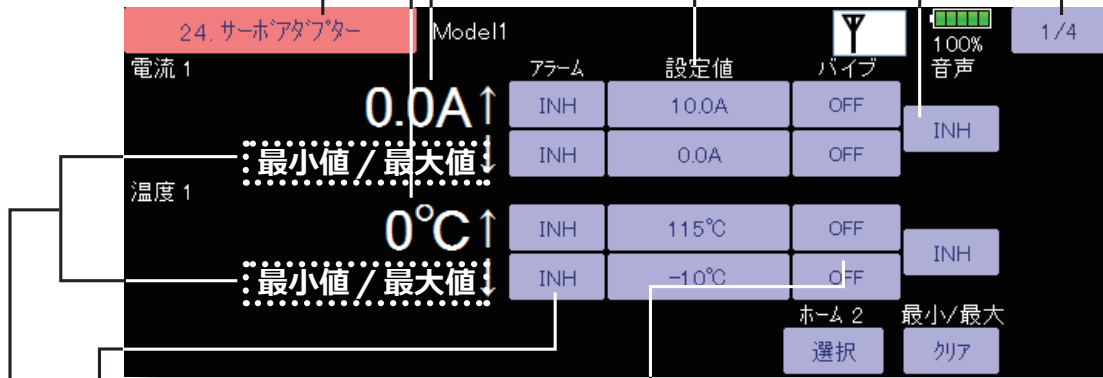 24.サーボアダプター Model1 100% 1/4
電流 1 アラーム 設定値 バイブ 音声
0.0A↑ INH 10.0A OFF INH
最小値 / 最大値↓ INH 0.0A OFF
温度 1
0℃↑ INH 115℃ OFF INH
最小値 / 最大値↓ INH -10℃ OFF
ホーム 2 最小/最大
選択 クリア